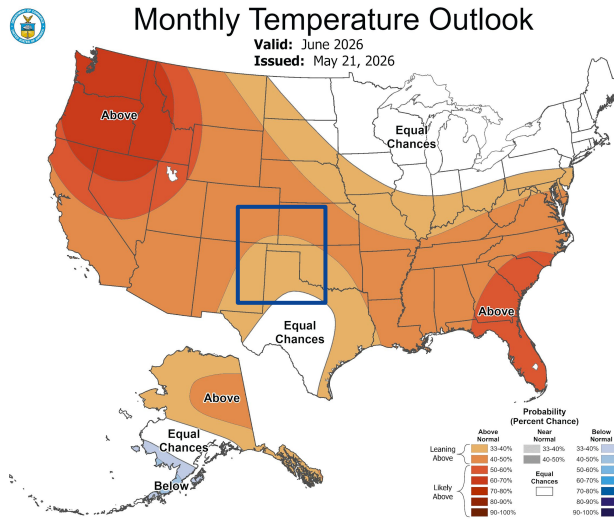 Monthly Temperature Outlook
Valid: June 2026
Issued: May 21, 2026
Above
Equal
Chances
Above
Equal
Chances
Above
Equal
Chances
Below
Probability
(Percent Chance)
Above
Normal
Near
Normal
Below
Normal
Leaning
Above
33-40%
40-50%
33-40%
40-50%
33-40%
40-50%
Likely
Above
50-60%
60-70%
70-80%
80-90%
90-100%
Equal
Chances
50-60%
60-70%
70-80%
80-90%
90-100%